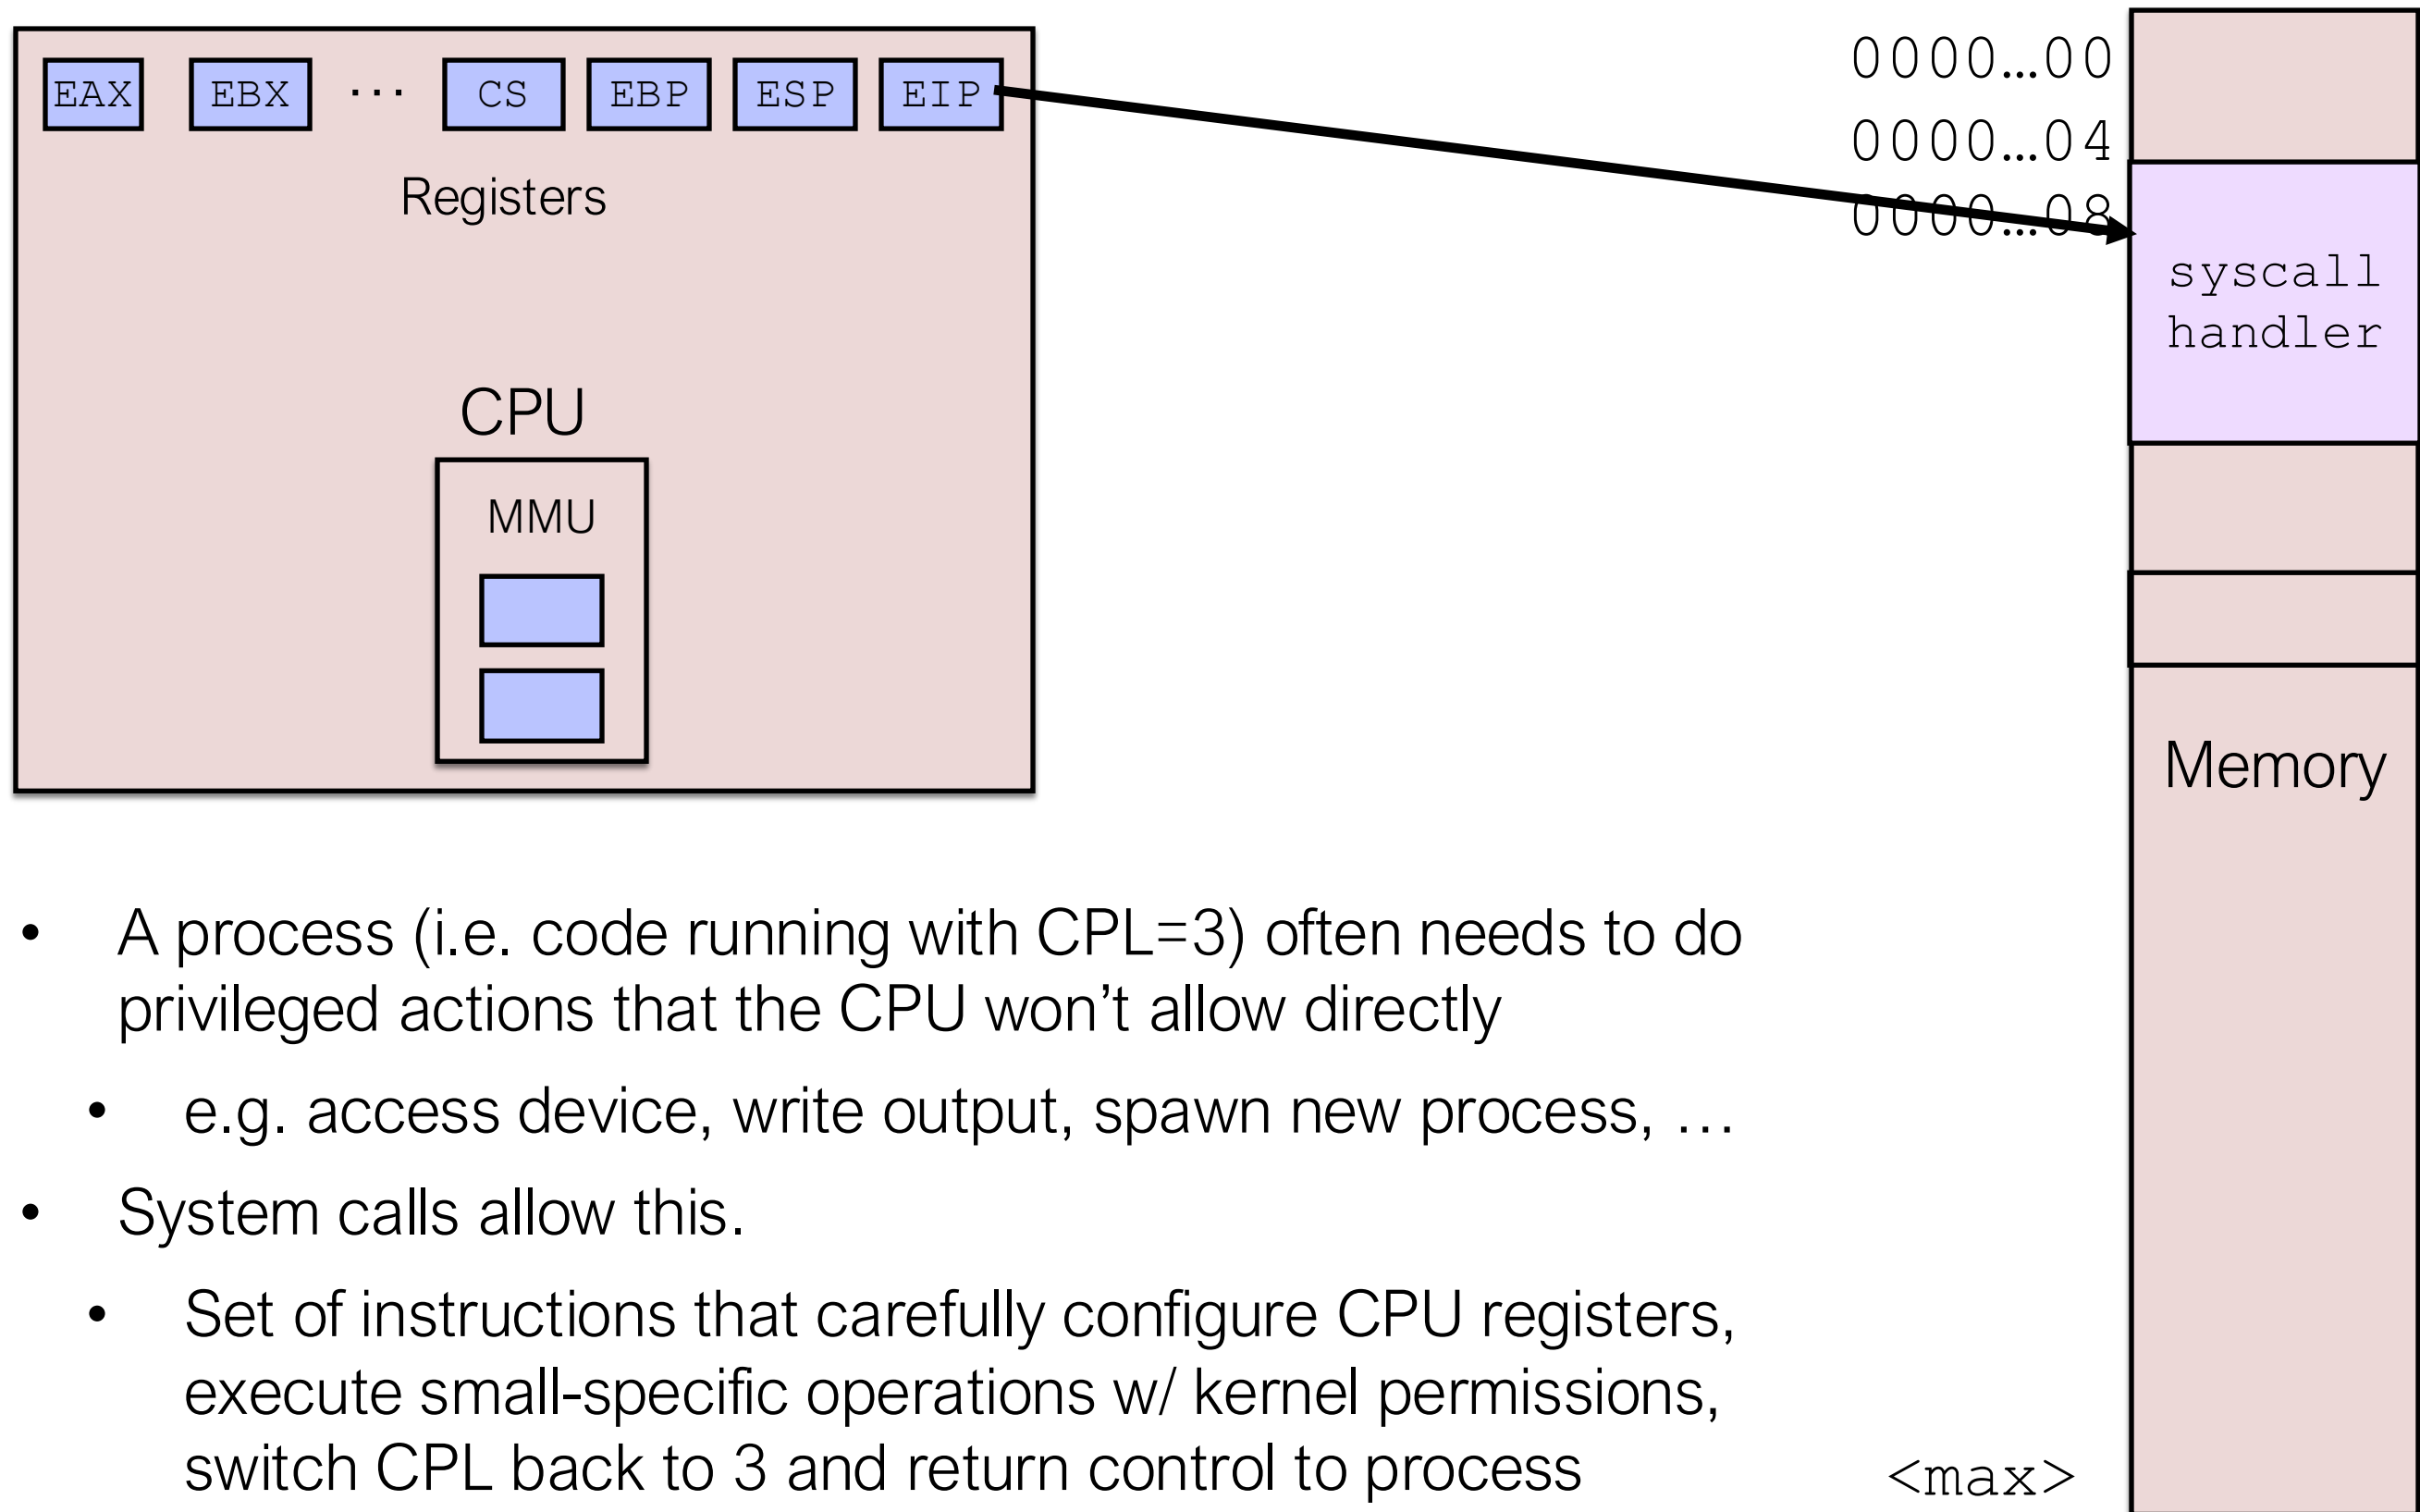 EAX EBX ... CS EBP ESP EIP
Registers
CPU
MMU
0000…00
0000…04
0000…08
syscall
handler
Memory
<max>
• A process (i.e. code running with CPL=3) often needs to do
privileged actions that the CPU won't allow directly
• e.g. access device, write output, spawn new process, …
• System calls allow this.
• Set of instructions that carefully configure CPU registers,
execute small-specific operations w/ kernel permissions,
switch CPL back to 3 and return control to process